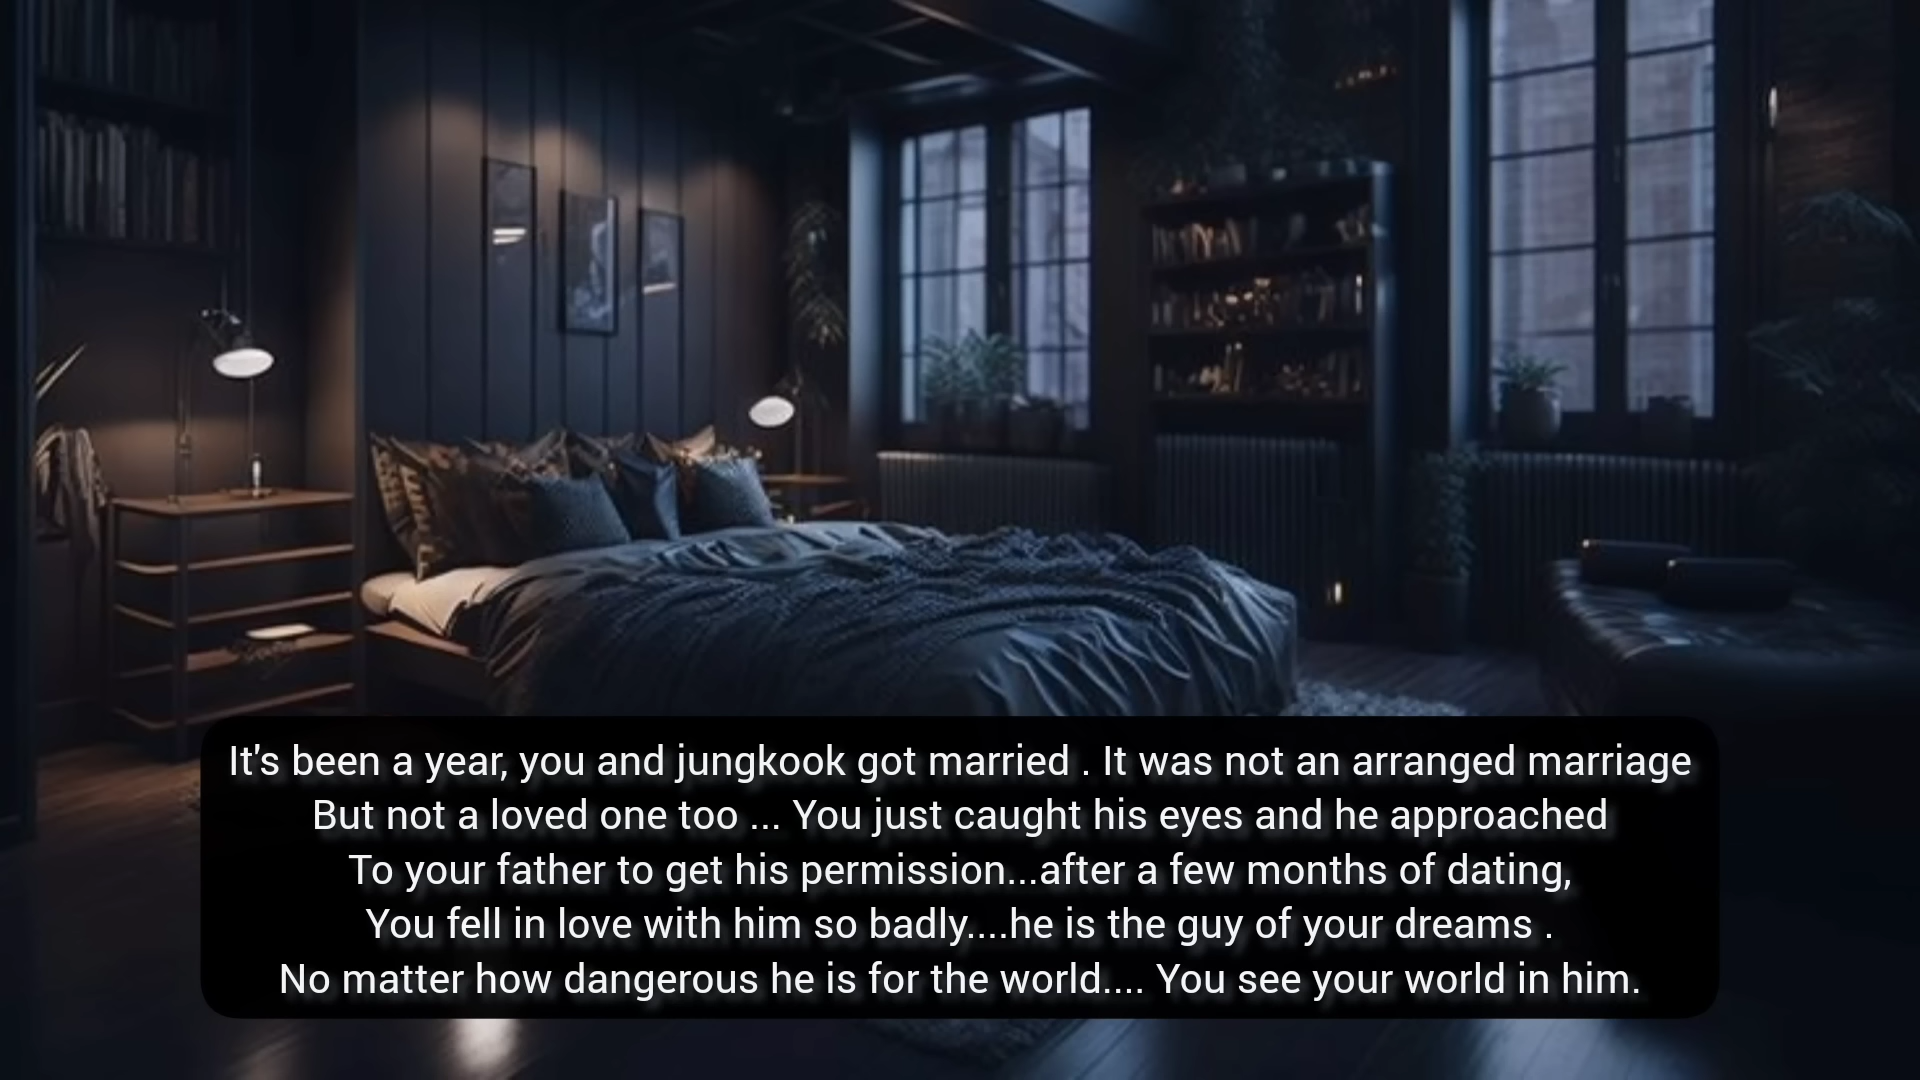 It's been a year, you and jungkook got married . It was not an arranged marriage
But not a loved one too ... You just caught his eyes and he approached
To your father to get his permission...after a few months of dating,
You fell in love with him so badly....he is the guy of your dreams .
No matter how dangerous he is for the world.... You see your world in him.